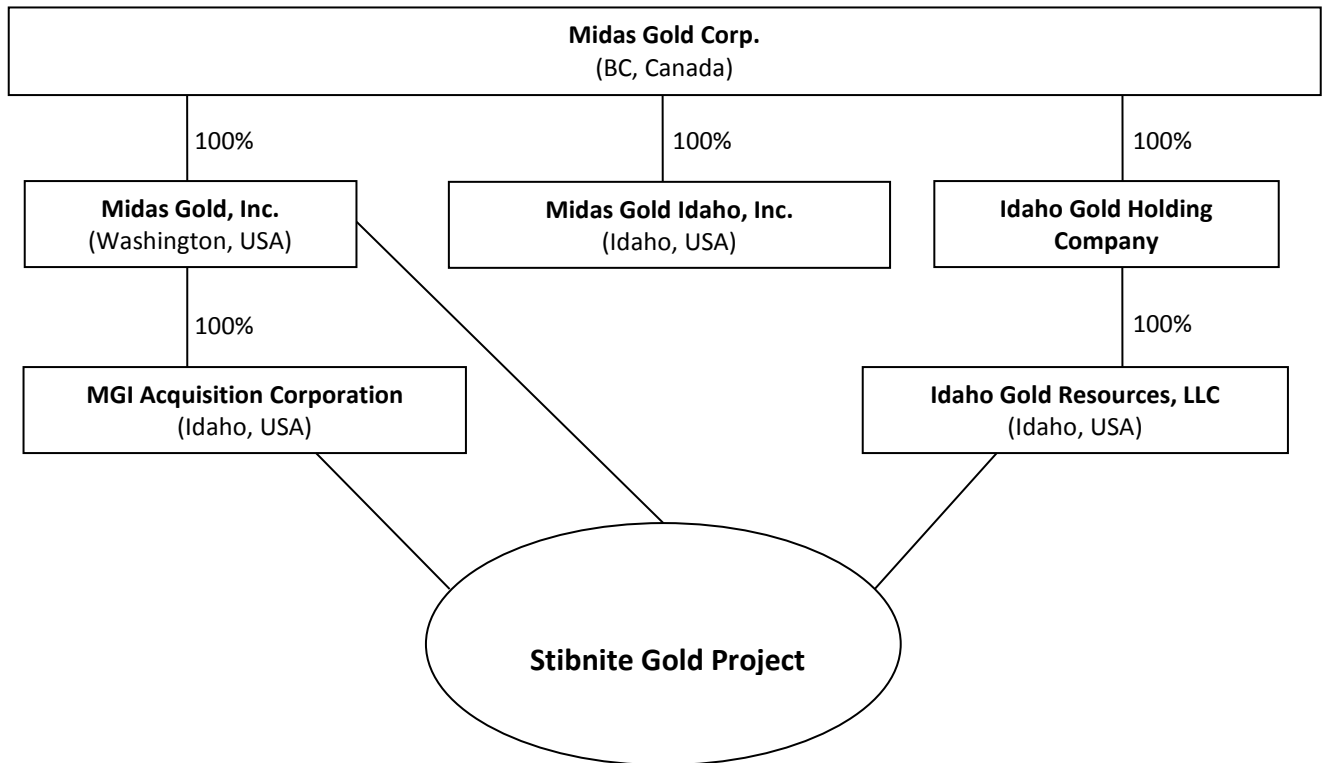 Midas Gold Corp.
(BC, Canada)
100%
100%
100%
Midas Gold, Inc.
(Washington, USA)
Midas Gold Idaho, Inc.
(Idaho, USA)
Idaho Gold Holding
Company
100%
100%
MGI Acquisition Corporation
(Idaho, USA)
Idaho Gold Resources, LLC
(Idaho, USA)
Stibnite Gold Project